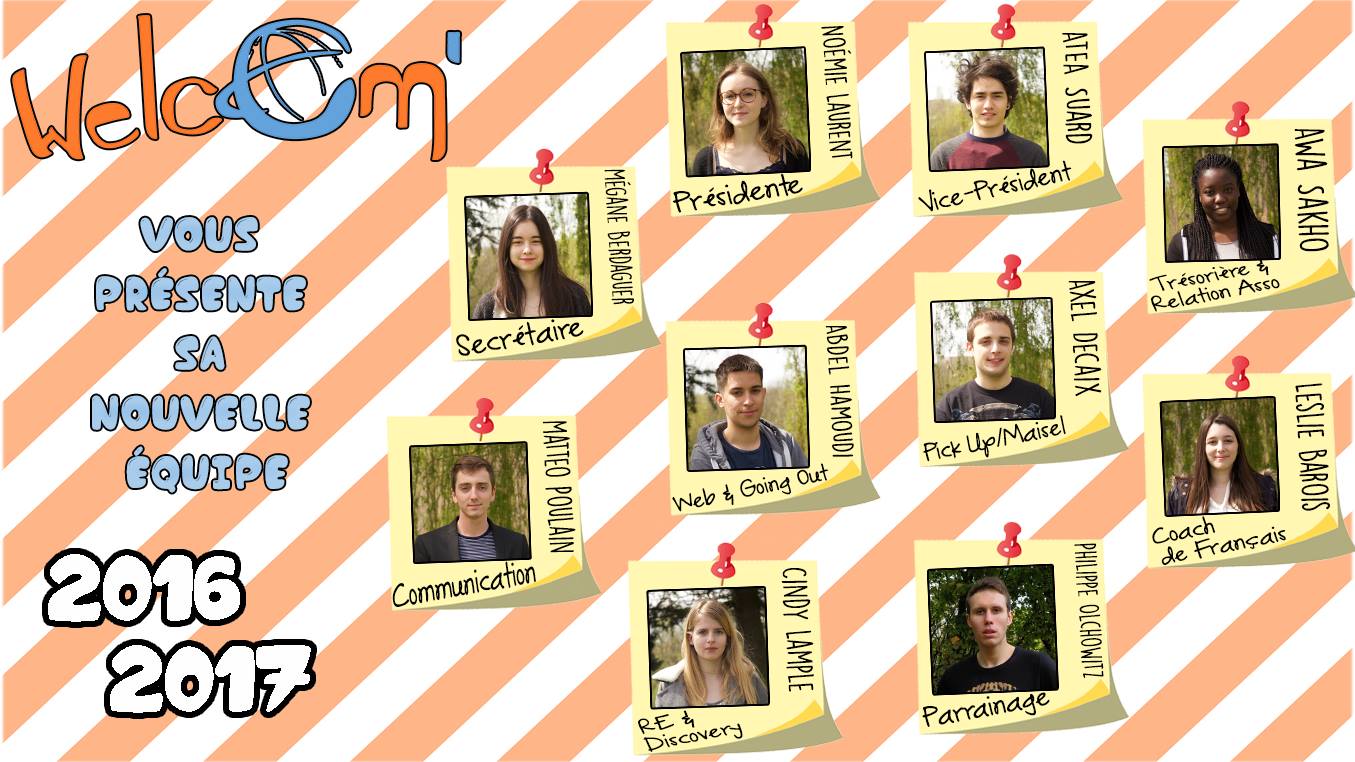 Welcom'
VOUS
PRÉSENTE
SA
NOUVELLE
ÉQUIPE
2016
2017
NOÉMIE LAURENT
Présidente
ATEA SUARD
Vice-Président
AWA SAKHO
Trésorière &
Relation Asso
MÉGANE BERDAGUER
Secrétaire
ABDEL HAMOUDI
Web & Going Out
AXEL DECAIX
Pick Up/Maisel
LESLIE BAROIS
Coach
de Français
MATTEO POULAIN
Communication
CINDY LAMPLE
RE &
Discovery
PHILIPPE OLCHOWITZ
Parrainage